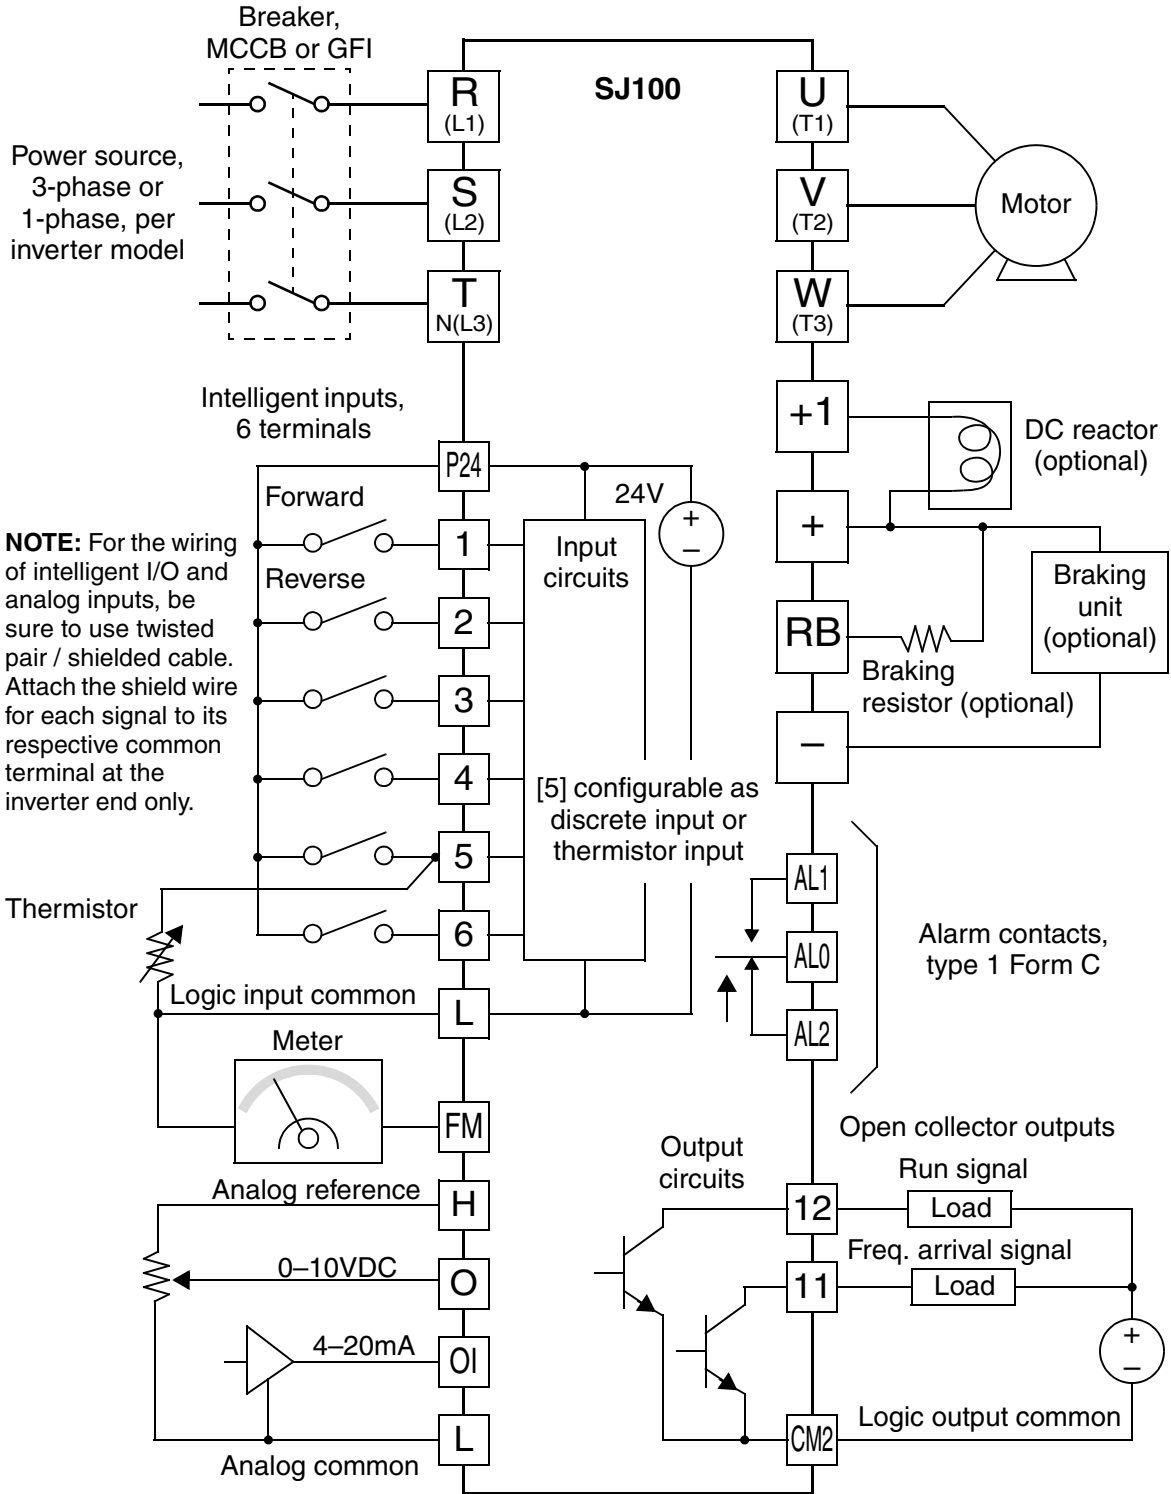 Breaker,
MCCB or GFI
SJ100
R
(L1)
U
(T1)
Power source,
3-phase or
1-phase, per
inverter model
S
(L2)
V
(T2)
Motor
T
N(L3)
W
(T3)
Intelligent inputs,
6 terminals
+1
DC reactor
(optional)
P24
24V
+
–
Forward
1
Input
circuits
+
Braking
unit
(optional)
NOTE: For the wiring
of intelligent I/O and
analog inputs, be
sure to use twisted
pair / shielded cable.
Attach the shield wire
for each signal to its
respective common
terminal at the
inverter end only.
Reverse
2
RB
Braking
resistor (optional)
3
–
4
[5] configurable as
discrete input or
thermistor input
5
AL1
Thermistor
6
AL0
Alarm contacts,
type 1 Form C
Logic input common
L
AL2
Meter
FM
Open collector outputs
Output
circuits
Run signal
Analog reference
H
12
Load
Freq. arrival signal
0–10VDC
O
11
Load
+
–
4–20mA
OI
Logic output common
L
CM2
Analog common